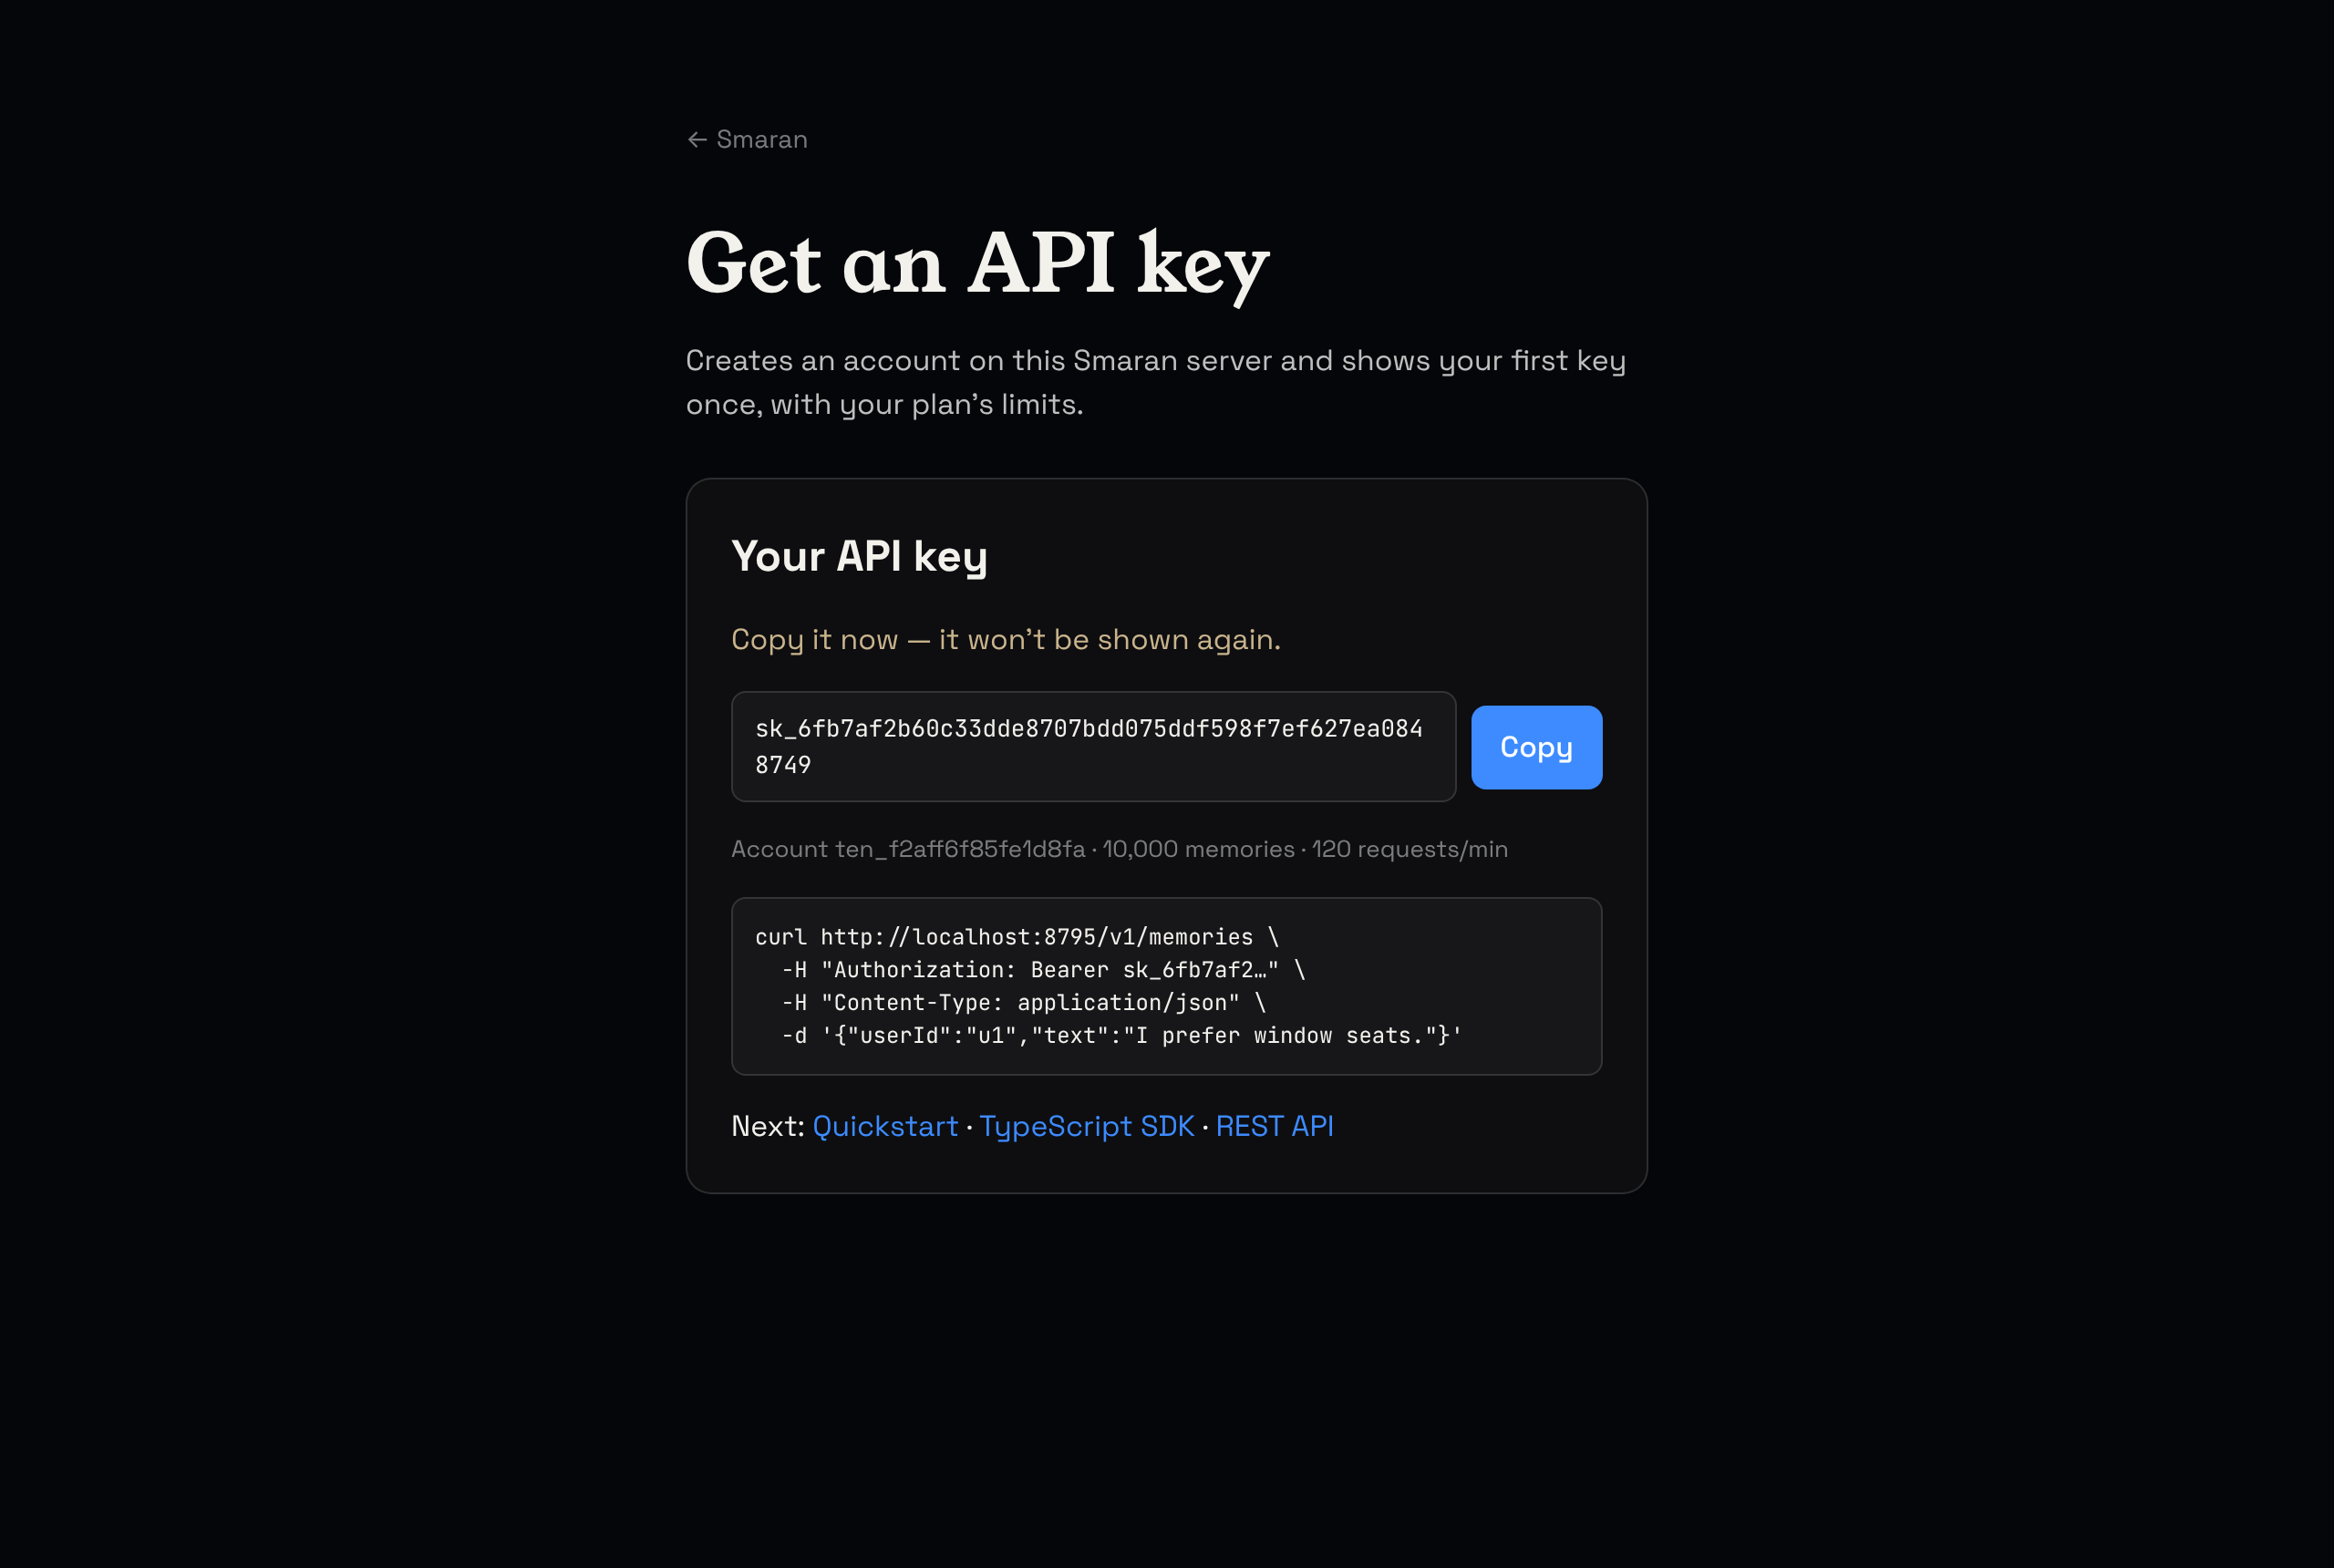 ← Smaran
Get an API key
Creates an account on this Smaran server and shows your first key
once, with your plan’s limits.
Your API key
Copy it now — it won’t be shown again.
sk_6fb7af2b60c33dde8707bdd075ddf598f7ef627ea084
8749
Copy
Account ten_f2aff6f85fe1d8fa · 10,000 memories · 120 requests/min
curl http://localhost:8795/v1/memories \
  -H "Authorization: Bearer sk_6fb7af2…" \
  -H "Content-Type: application/json" \
  -d '{"userId":"u1","text":"I prefer window seats."}'
Next: Quickstart · TypeScript SDK · REST API